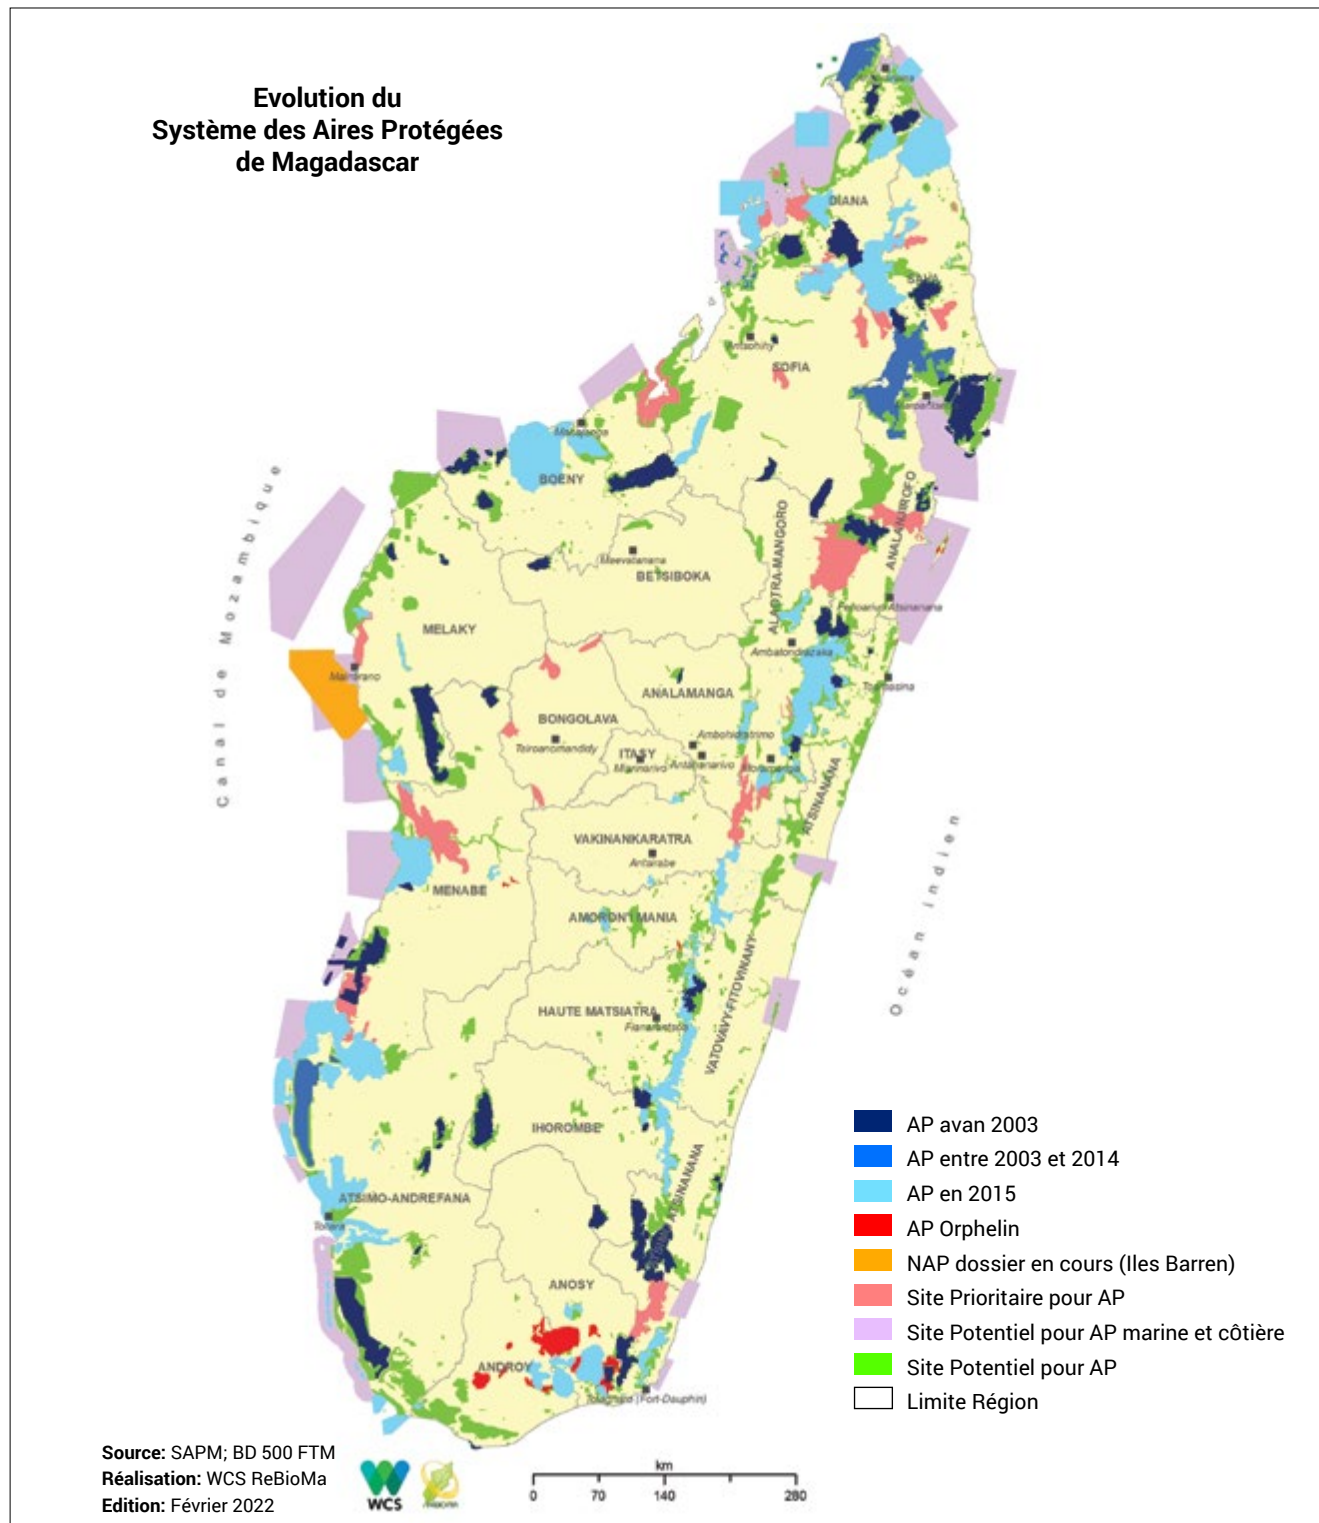 Evolution du
Système des Aires Protégées
de Magadascar
DIANA
SAVA
Antsohihy
SOFIA
Mahajanga
BOENY
ANALANJIROFO
ALAOTRA-MANGORO
Maevatanana
BETSIBOKA
Fenoarivo Atsinanana
MELAKY
Ambatondrazaka
Maintirano
Toamasina
ANALAMANGA
BONGOLAVA
Tsiroanomandidy
ITASY
Miarinarivo
Ambohidratrimo
Antananarivo
Moramanga
ATSINANANA
VAKINANKARATRA
Antsirabe
MENABE
AMORON'I MANIA
VATOVAVY-FITOVINANY
HAUTE MATSIATRA
Fianarantsoa
IHOROMBE
ATSIMO-ANDREFANA
Toliara
ATSIMO ATSINANANA
ANOSY
ANDROY
Tolagnaro (Fort-Dauphin)
Canal de Mozambique
Océan indien
AP avan 2003
AP entre 2003 et 2014
AP en 2015
AP Orphelin
NAP dossier en cours (Iles Barren)
Site Prioritaire pour AP
Site Potentiel pour AP marine et côtière
Site Potentiel pour AP
Limite Région
Source: SAPM; BD 500 FTM
Réalisation: WCS ReBioMa
Edition: Février 2022
WCS
km
0 70 140 280